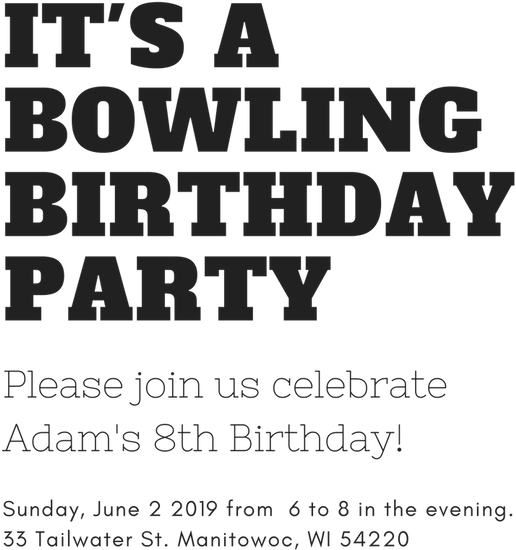 IT'S A
BOWLING
BIRTHDAY
PARTY
Please join us celebrate
Adam's 8th Birthday!
Sunday, June 2 2019 from  6 to 8 in the evening.
33 Tailwater St. Manitowoc, WI 54220